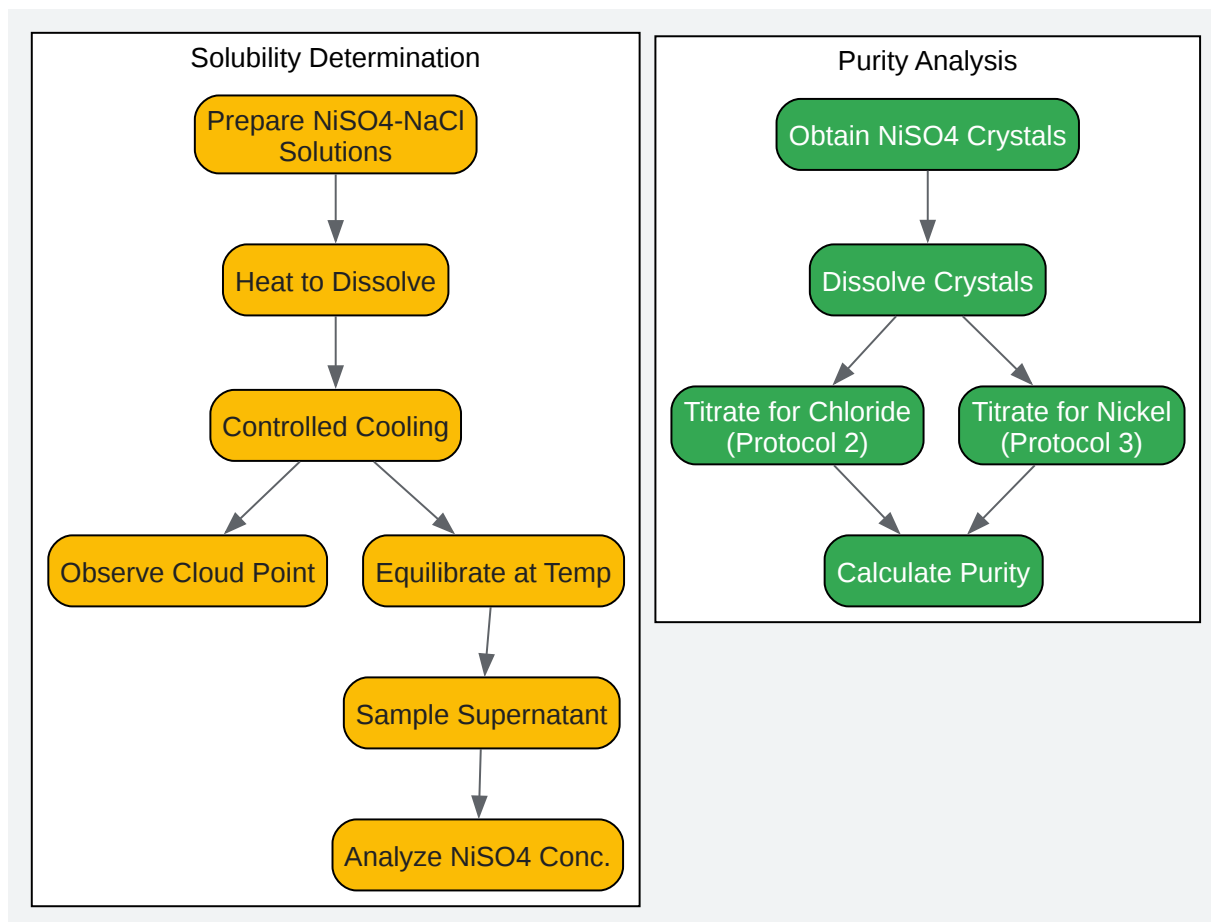 Solubility Determination
Prepare NiSO4-NaCl
Solutions
Heat to Dissolve
Controlled Cooling
Observe Cloud Point
Equilibrate at Temp
Sample Supernatant
Analyze NiSO4 Conc.
Purity Analysis
Obtain NiSO4 Crystals
Dissolve Crystals
Titrate for Chloride
(Protocol 2)
Titrate for Nickel
(Protocol 3)
Calculate Purity